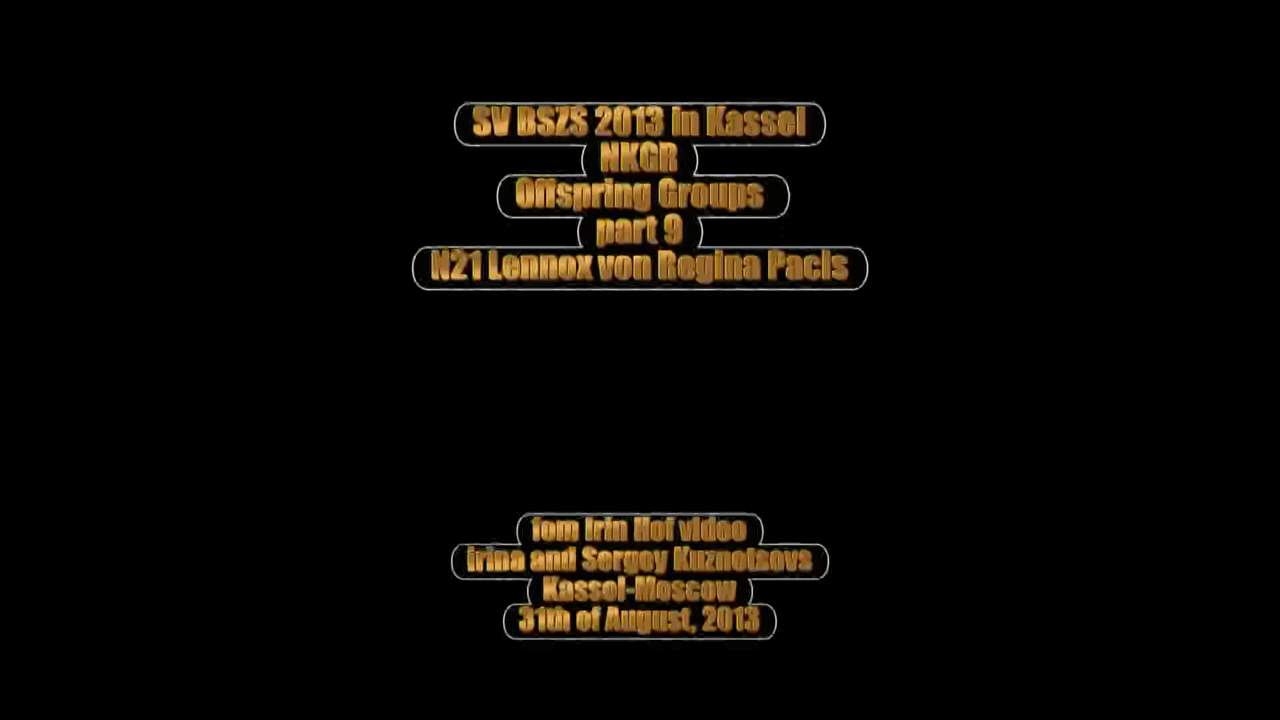 SV BSZS 2013 in Kassel
NKGR
Offspring Groups
part 9
N21 Lennox von Regina Pacis
fom Irin Hof video
irina and Sergey Kuznetsovs
Kassel-Moscow
31th of August, 2013